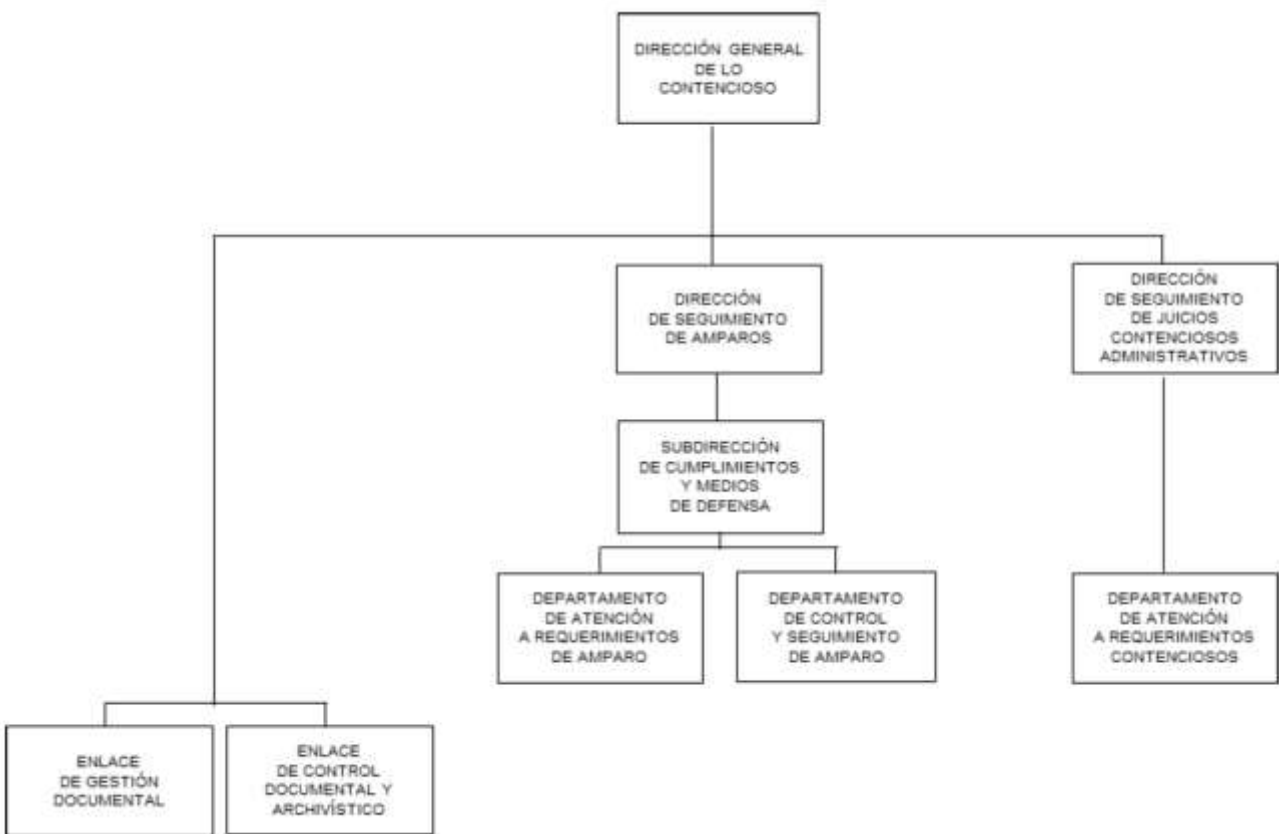 DIRECCIÓN GENERAL
DE LO
CONTENCIOSO
DIRECCIÓN
DE SEGUIMIENTO
DE AMPAROS
DIRECCIÓN
DE SEGUIMIENTO
DE JUICIOS
CONTENCIOSOS
ADMINISTRATIVOS
SUBDIRECCIÓN
DE CUMPLIMIENTOS
Y MEDIOS
DE DEFENSA
DEPARTAMENTO
DE ATENCIÓN
A REQUERIMIENTOS
DE AMPARO
DEPARTAMENTO
DE CONTROL
Y SEGUIMIENTO
DE AMPARO
DEPARTAMENTO
DE ATENCIÓN
A REQUERIMIENTOS
CONTENCIOSOS
ENLACE
DE GESTIÓN
DOCUMENTAL
ENLACE
DE CONTROL
DOCUMENTAL Y
ARCHIVÍSTICO